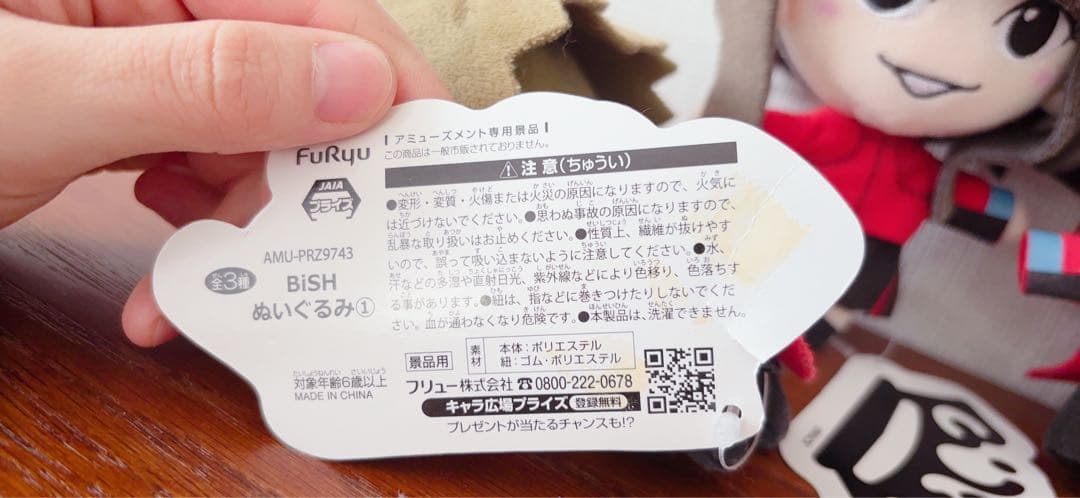 アミューズメント専用景品
この商品は一般市販されておりません。
FuRyu
JAIA
プライズ
AMU-PRZ9743
全3種
BiSH
ぬいぐるみ①
対象年齢6歳以上
MADE IN CHINA
⚠注意(ちゅうい)
●変形・変質・火傷または火災の原因になりますので、火気に
は近づけないでください。●思わぬ事故の原因になりますので、
乱暴な取り扱いはお止めください。●性質上、繊維が抜けやす
いので、誤って吸い込まないように注意してください。●水、
汗などの多湿や直射日光、紫外線などにより色移り、色落ちす
る事があります。●紐は、指などに巻きつけたりしないでくだ
さい。血が通わなくなり危険です。●本製品は、洗濯できません。
景品用
素材
本体：ポリエステル
紐：ゴム・ポリエステル
フリュー株式会社 ☎0800-222-0678
キャラ広場プライズ 登録無料
プレゼントが当たるチャンスも!?